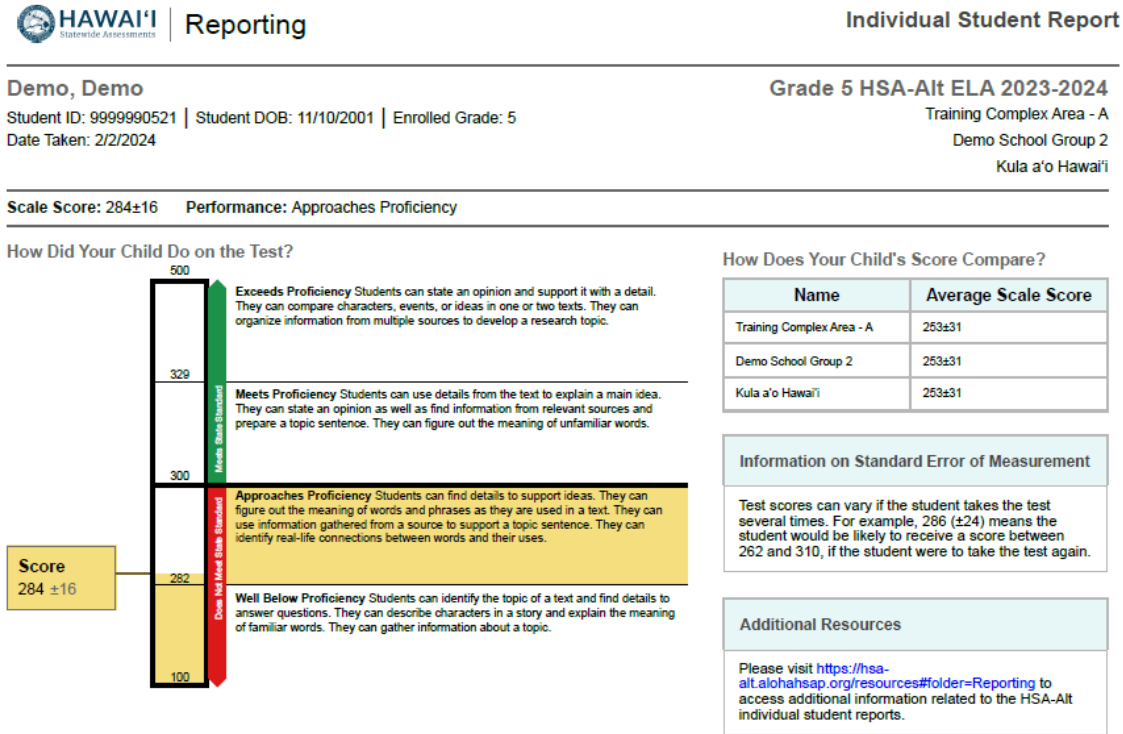 HAWAI‘I
Statewide Assessments
Reporting
Individual Student Report
Demo, Demo
Student ID: 9999990521 | Student DOB: 11/10/2001 | Enrolled Grade: 5
Date Taken: 2/2/2024
Grade 5 HSA-Alt ELA 2023-2024
Training Complex Area - A
Demo School Group 2
Kula a‘o Hawai‘i
Scale Score: 284±16 Performance: Approaches Proficiency
How Did Your Child Do on the Test?
500
Exceeds Proficiency Students can state an opinion and support it with a detail.
They can compare characters, events, or ideas in one or two texts. They can
organize information from multiple sources to develop a research topic.
329
Meets Proficiency Students can use details from the text to explain a main idea.
They can state an opinion as well as find information from relevant sources and
prepare a topic sentence. They can figure out the meaning of unfamiliar words.
Meets State Standard
300
Approaches Proficiency Students can find details to support ideas. They can
figure out the meaning of words and phrases as they are used in a text. They can
use information gathered from a source to support a topic sentence. They can
identify real-life connections between words and their uses.
Does Not Meet State Standard
Score
284 ±16
282
Well Below Proficiency Students can identify the topic of a text and find details to
answer questions. They can describe characters in a story and explain the meaning
of familiar words. They can gather information about a topic.
100
How Does Your Child's Score Compare?
Name Average Scale Score
Training Complex Area - A 253±31
Demo School Group 2 253±31
Kula a‘o Hawai‘i 253±31
Information on Standard Error of Measurement
Test scores can vary if the student takes the test
several times. For example, 286 (±24) means the
student would be likely to receive a score between
262 and 310, if the student were to take the test again.
Additional Resources
Please visit https://hsa-
alt.alohahsap.org/resources#folder=Reporting to
access additional information related to the HSA-Alt
individual student reports.